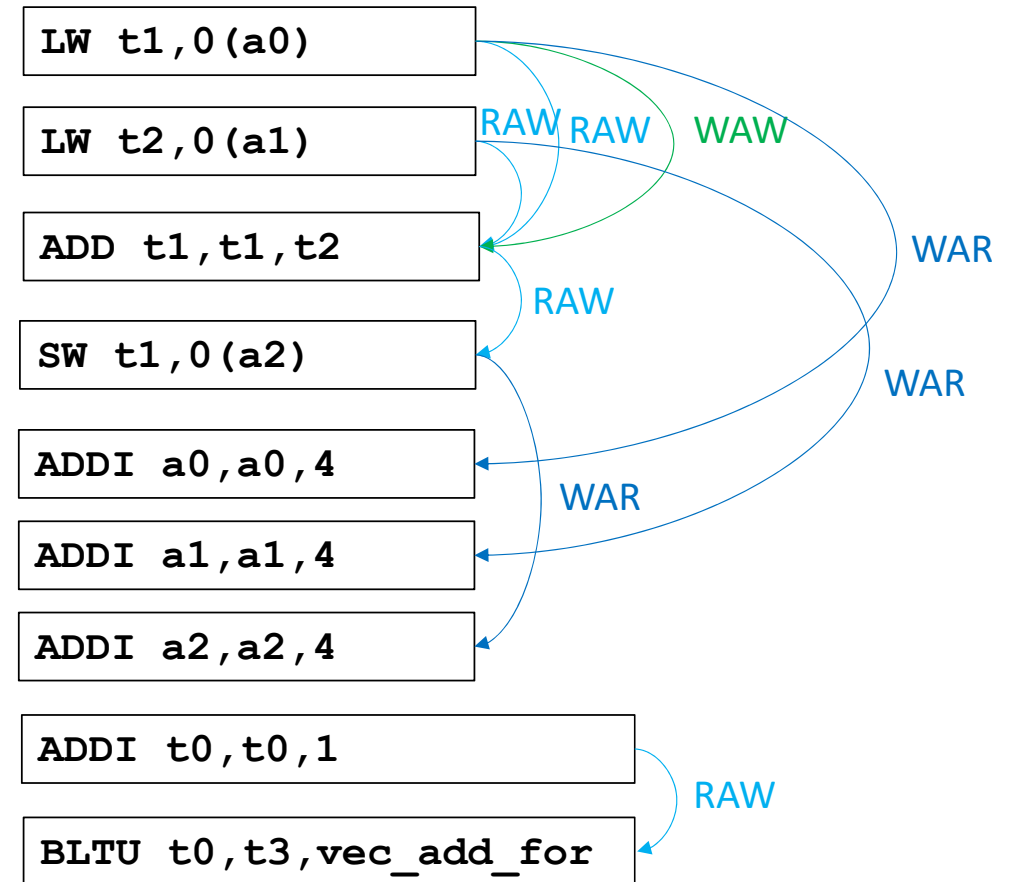 LW t1,0(a0)
RAW RAW WAW
LW t2,0(a1)
ADD t1,t1,t2
WAR
RAW
SW t1,0(a2)
WAR
ADDI a0,a0,4
WAR
ADDI a1,a1,4
ADDI a2,a2,4
ADDI t0,t0,1
RAW
BLTU t0,t3,vec_add_for